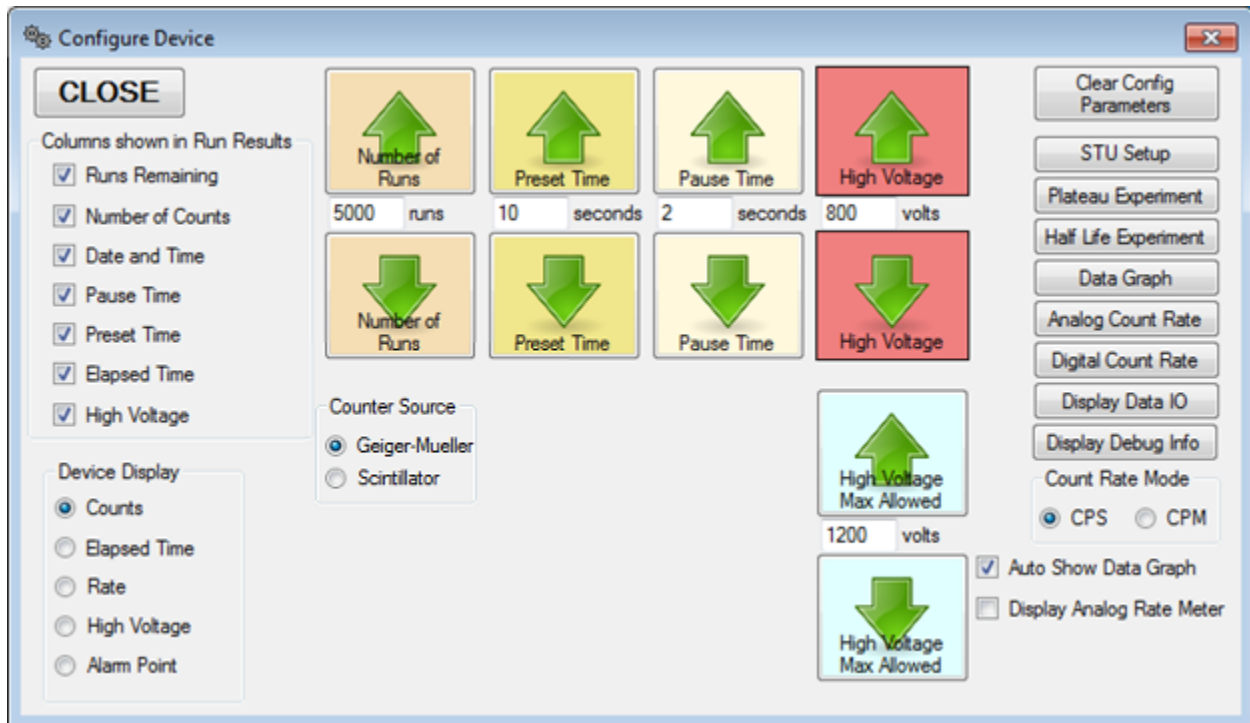 Configure Device
CLOSE
Columns shown in Run Results
Runs Remaining
Number of Counts
Date and Time
Pause Time
Preset Time
Elapsed Time
High Voltage
Device Display
Counts
Elapsed Time
Rate
High Voltage
Alarm Point
Number of
Runs
5000 runs
Number of
Runs
Preset Time
10 seconds
Preset Time
Pause Time
2 seconds
Pause Time
High Voltage
800 volts
High Voltage
Counter Source
Geiger-Mueller
Scintillator
High Voltage
Max Allowed
1200 volts
High Voltage
Max Allowed
Clear Config
Parameters
STU Setup
Plateau Experiment
Half Life Experiment
Data Graph
Analog Count Rate
Digital Count Rate
Display Data IO
Display Debug Info
Count Rate Mode
CPS CPM
Auto Show Data Graph
Display Analog Rate Meter